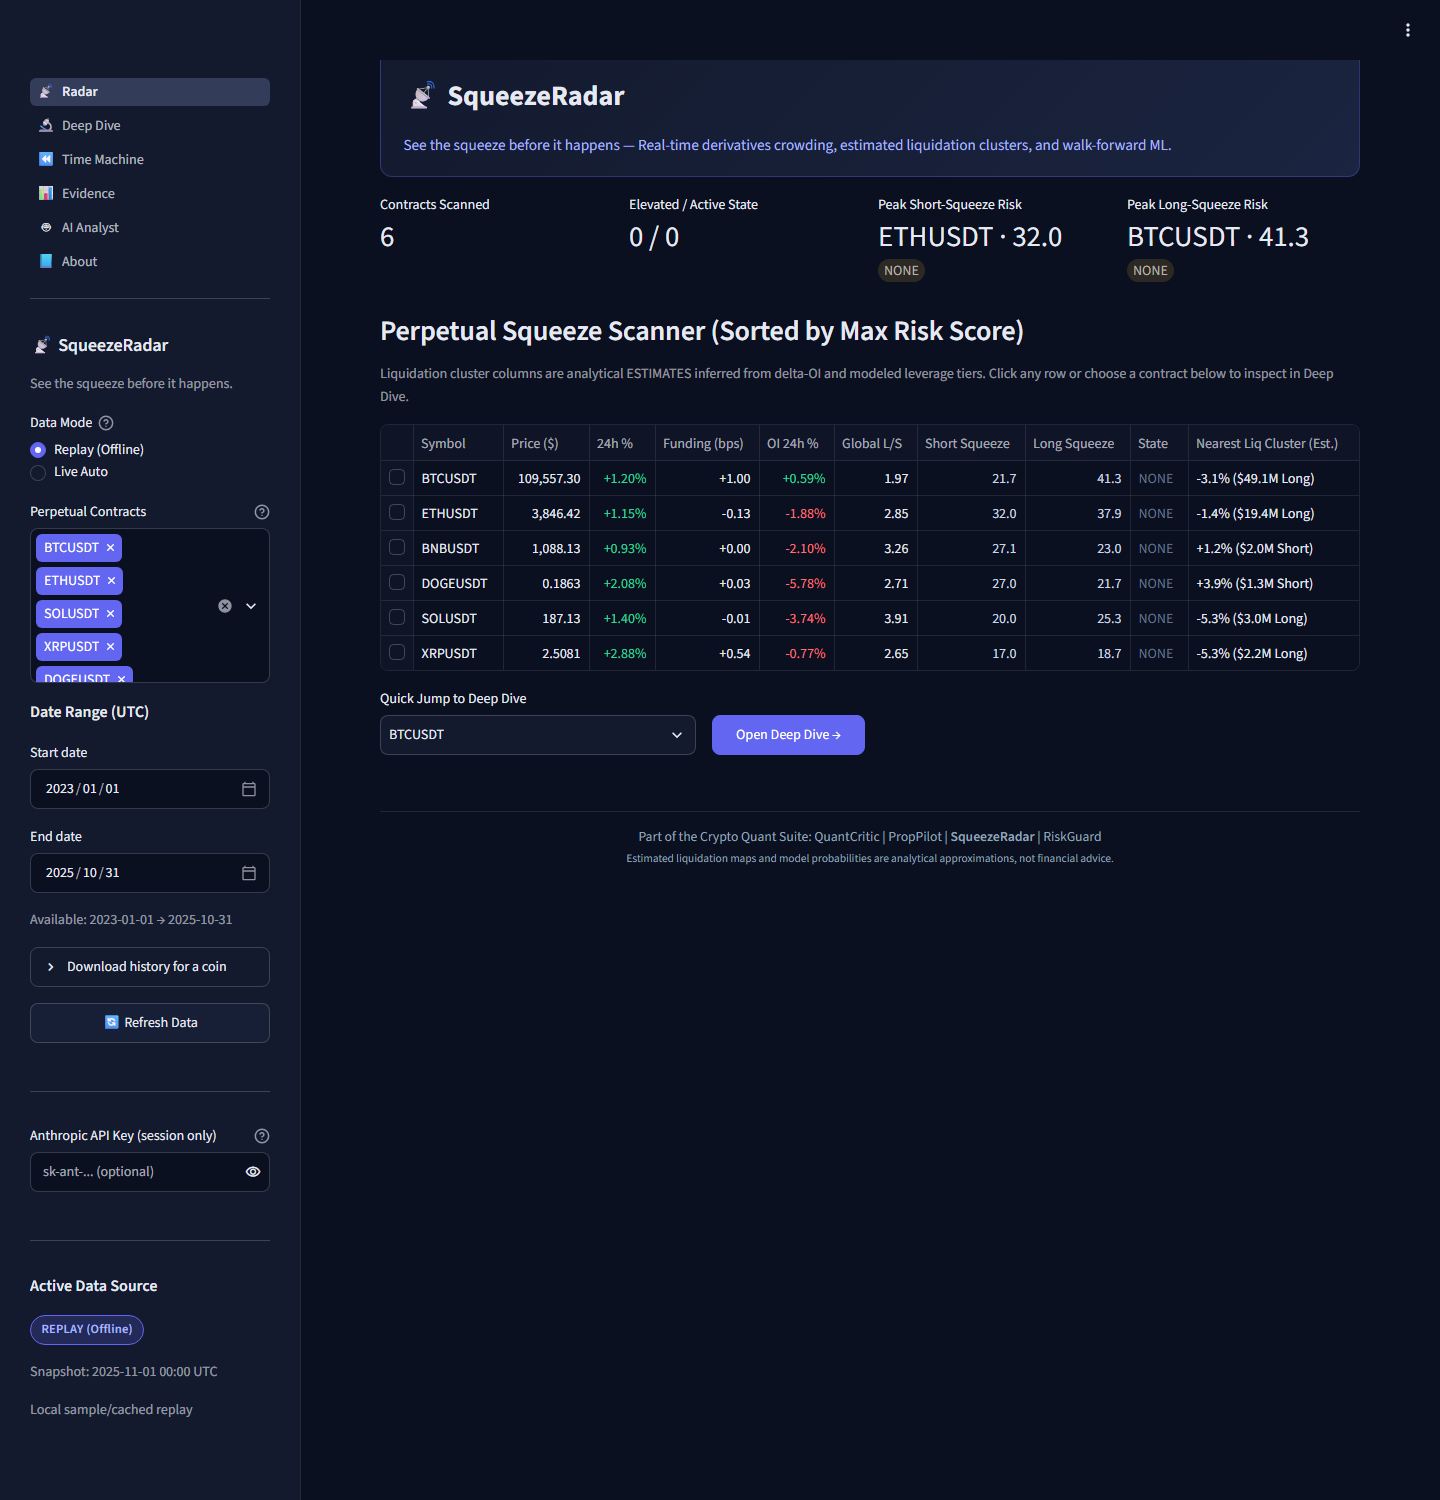 Radar
Deep Dive
Time Machine
Evidence
AI Analyst
About
SqueezeRadar
See the squeeze before it happens.
Data Mode
Replay (Offline)
Live Auto
Perpetual Contracts
BTCUSDT ×
ETHUSDT ×
SOLUSDT ×
XRPUSDT ×
DOGEUSDT ×
Date Range (UTC)
Start date
2023 / 01 / 01
End date
2025 / 10 / 31
Available: 2023-01-01 → 2025-10-31
Download history for a coin
Refresh Data
Anthropic API Key (session only)
sk-ant-... (optional)
Active Data Source
REPLAY (Offline)
Snapshot: 2025-11-01 00:00 UTC
Local sample/cached replay
SqueezeRadar
See the squeeze before it happens — Real-time derivatives crowding, estimated liquidation clusters, and walk-forward ML.
Contracts Scanned
6
Elevated / Active State
0 / 0
Peak Short-Squeeze Risk
ETHUSDT · 32.0
NONE
Peak Long-Squeeze Risk
BTCUSDT · 41.3
NONE
Perpetual Squeeze Scanner (Sorted by Max Risk Score)
Liquidation cluster columns are analytical ESTIMATES inferred from delta-OI and modeled leverage tiers. Click any row or choose a contract below to inspect in Deep
Dive.
Symbol Price ($) 24h % Funding (bps) OI 24h % Global L/S Short Squeeze Long Squeeze State Nearest Liq Cluster (Est.)
BTCUSDT 109,557.30 +1.20% +1.00 +0.59% 1.97 21.7 41.3 NONE -3.1% ($49.1M Long)
ETHUSDT 3,846.42 +1.15% -0.13 -1.88% 2.85 32.0 37.9 NONE -1.4% ($19.4M Long)
BNBUSDT 1,088.13 +0.93% +0.00 -2.10% 3.26 27.1 23.0 NONE +1.2% ($2.0M Short)
DOGEUSDT 0.1863 +2.08% +0.03 -5.78% 2.71 27.0 21.7 NONE +3.9% ($1.3M Short)
SOLUSDT 187.13 +1.40% -0.01 -3.74% 3.91 20.0 25.3 NONE -5.3% ($3.0M Long)
XRPUSDT 2.5081 +2.88% +0.54 -0.77% 2.65 17.0 18.7 NONE -5.3% ($2.2M Long)
Quick Jump to Deep Dive
BTCUSDT
Open Deep Dive →
Part of the Crypto Quant Suite: QuantCritic | PropPilot | SqueezeRadar | RiskGuard
Estimated liquidation maps and model probabilities are analytical approximations, not financial advice.